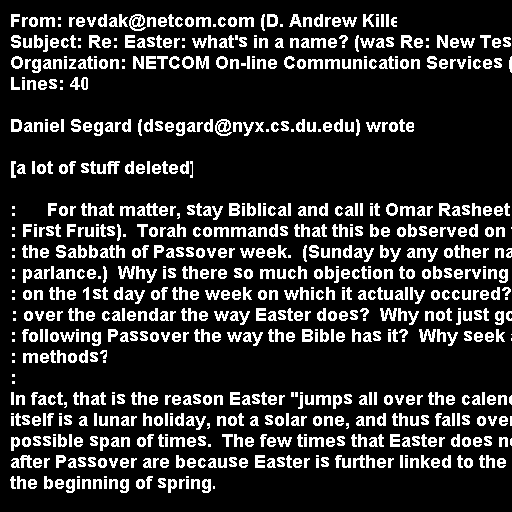 From: revdak@netcom.com (D. Andrew Kille
Subject: Re: Easter: what's in a name? (was Re: New Tes
Organization: NETCOM On-line Communication Services (
Lines: 40
Daniel Segard (dsegard@nyx.cs.du.edu) wrote
[a lot of stuff deleted]
: For that matter, stay Biblical and call it Omar Rasheet
: First Fruits). Torah commands that this be observed on
: the Sabbath of Passover week. (Sunday by any other na
: parlance.) Why is there so much objection to observing
: on the 1st day of the week on which it actually occured?
: over the calendar the way Easter does? Why not just go
: following Passover the way the Bible has it? Why seek
: methods?
:
In fact, that is the reason Easter "jumps all over the calen
itself is a lunar holiday, not a solar one, and thus falls over
possible span of times. The few times that Easter does n
after Passover are because Easter is further linked to the
the beginning of spring.